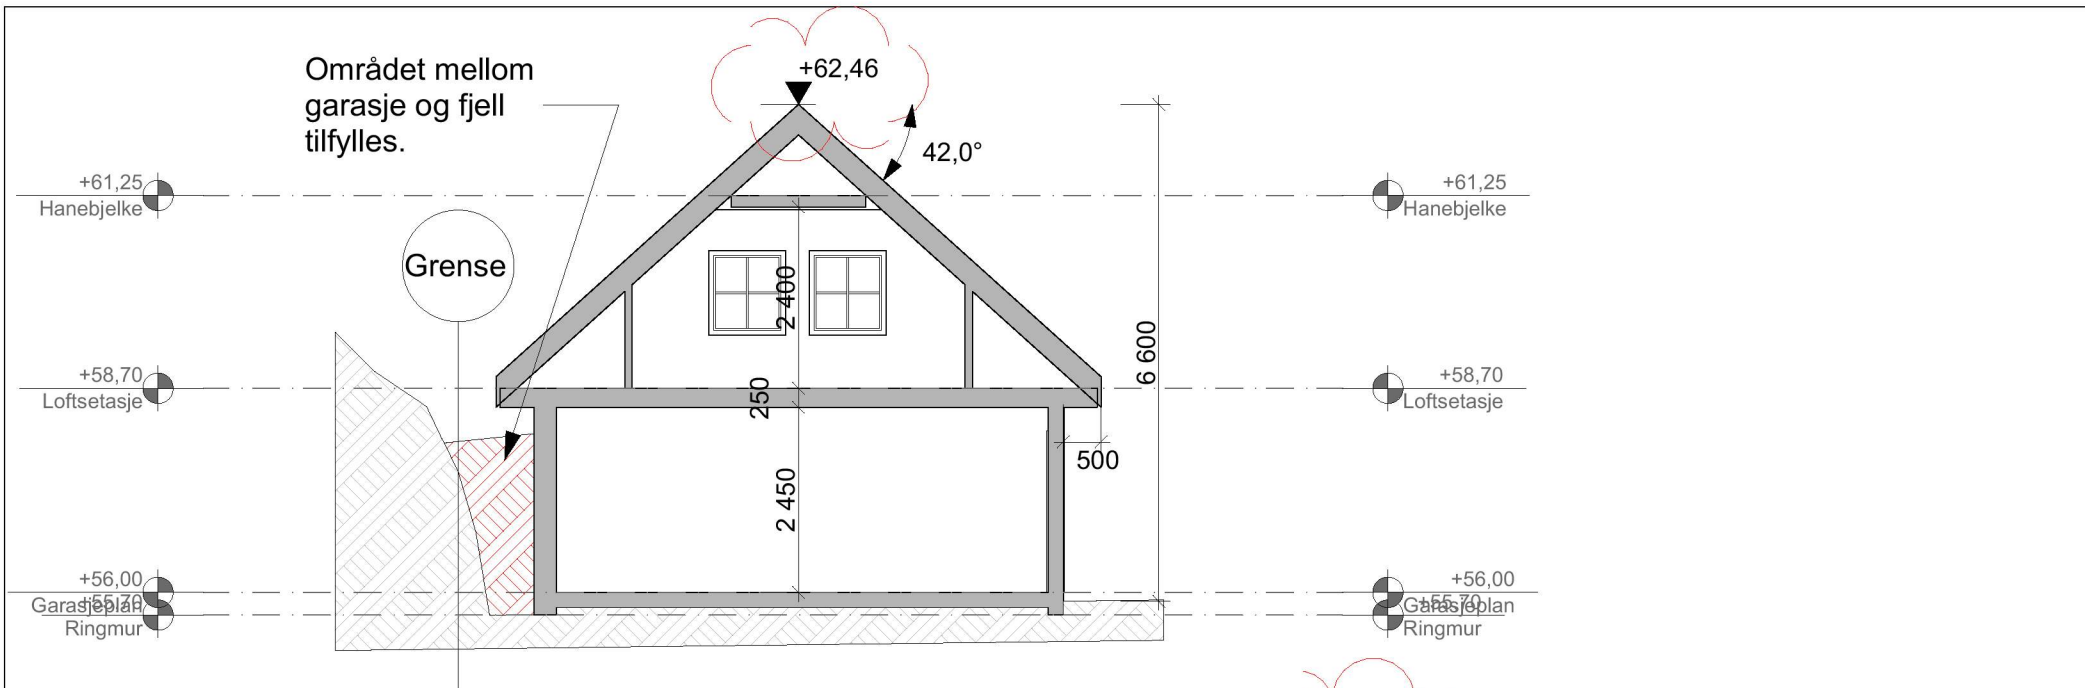 Området mellom
garasje og fjell
tilfylles.
+62,46
42,0°
+61,25
Hanebjelke
+61,25
Hanebjelke
Grense
2 400
6 600
+58,70
Loftsetasje
250
+58,70
Loftsetasje
500
2 450
+56,00
Garasjeplan
+55,70
Ringmur
+56,00
Garasjeplan
+55,70
Ringmur